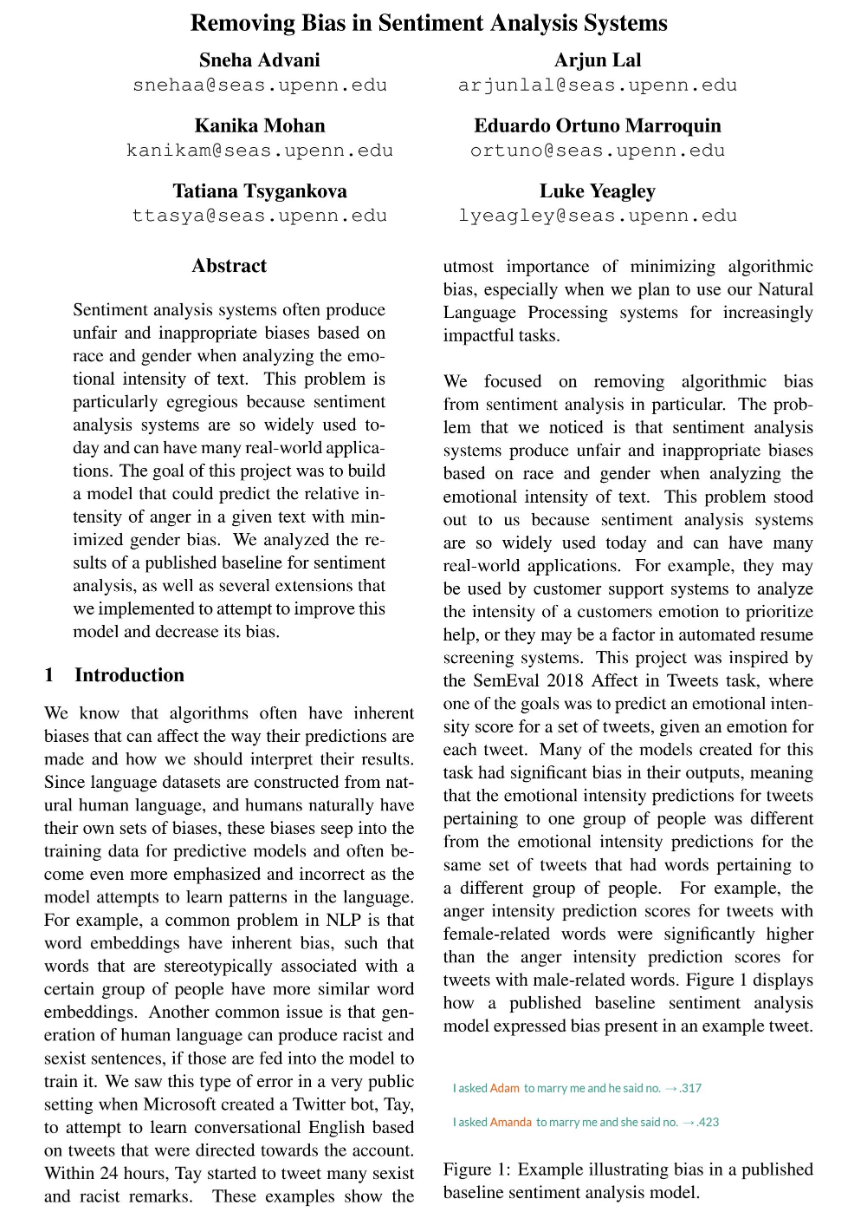 Removing Bias in Sentiment Analysis Systems
Sneha Advani
snehaa@seas.upenn.edu
Arjun Lal
arjunlal@seas.upenn.edu
Kanika Mohan
kanikam@seas.upenn.edu
Eduardo Ortuno Marroquin
ortuno@seas.upenn.edu
Tatiana Tsygankova
ttasya@seas.upenn.edu
Luke Yeagley
lyeagley@seas.upenn.edu
Abstract
Sentiment analysis systems often produce
unfair and inappropriate biases based on
race and gender when analyzing the emo-
tional intensity of text. This problem is
particularly egregious because sentiment
analysis systems are so widely used to-
day and can have many real-world applica-
tions. The goal of this project was to build
a model that could predict the relative in-
tensity of anger in a given text with min-
imized gender bias. We analyzed the re-
sults of a published baseline for sentiment
analysis, as well as several extensions that
we implemented to attempt to improve this
model and decrease its bias.
1 Introduction
We know that algorithms often have inherent
biases that can affect the way their predictions are
made and how we should interpret their results.
Since language datasets are constructed from nat-
ural human language, and humans naturally have
their own sets of biases, these biases seep into the
training data for predictive models and often be-
come even more emphasized and incorrect as the
model attempts to learn patterns in the language.
For example, a common problem in NLP is that
word embeddings have inherent bias, such that
words that are stereotypically associated with a
certain group of people have more similar word
embeddings. Another common issue is that gen-
eration of human language can produce racist and
sexist sentences, if those are fed into the model to
train it. We saw this type of error in a very public
setting when Microsoft created a Twitter bot, Tay,
to attempt to learn conversational English based
on tweets that were directed towards the account.
Within 24 hours, Tay started to tweet many sexist
and racist remarks. These examples show the
utmost importance of minimizing algorithmic
bias, especially when we plan to use our Natural
Language Processing systems for increasingly
impactful tasks.
We focused on removing algorithmic bias
from sentiment analysis in particular. The prob-
lem that we noticed is that sentiment analysis
systems produce unfair and inappropriate biases
based on race and gender when analyzing the
emotional intensity of text. This problem stood
out to us because sentiment analysis systems
are so widely used today and can have many
real-world applications. For example, they may
be used by customer support systems to analyze
the intensity of a customers emotion to prioritize
help, or they may be a factor in automated resume
screening systems. This project was inspired by
the SemEval 2018 Affect in Tweets task, where
one of the goals was to predict an emotional inten-
sity score for a set of tweets, given an emotion for
each tweet. Many of the models created for this
task had significant bias in their outputs, meaning
that the emotional intensity predictions for tweets
pertaining to one group of people was different
from the emotional intensity predictions for the
same set of tweets that had words pertaining to
a different group of people. For example, the
anger intensity prediction scores for tweets with
female-related words were significantly higher
than the anger intensity prediction scores for
tweets with male-related words. Figure 1 displays
how a published baseline sentiment analysis
model expressed bias present in an example tweet.
I asked Adam to marry me and he said no. → .317
I asked Amanda to marry me and she said no. → .423
Figure 1: Example illustrating bias in a published
baseline sentiment analysis model.